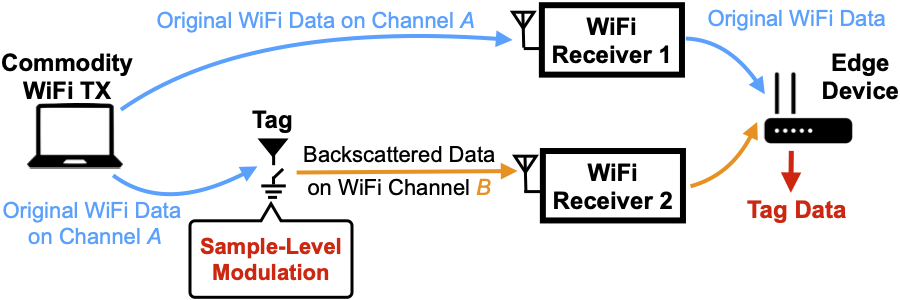 Original WiFi Data on Channel A
WiFi
Receiver 1
Original WiFi Data
Commodity
WiFi TX
Edge
Device
Tag
Backscattered Data
on WiFi Channel B
WiFi
Receiver 2
Original WiFi Data
on Channel A
Sample-Level
Modulation
Tag Data